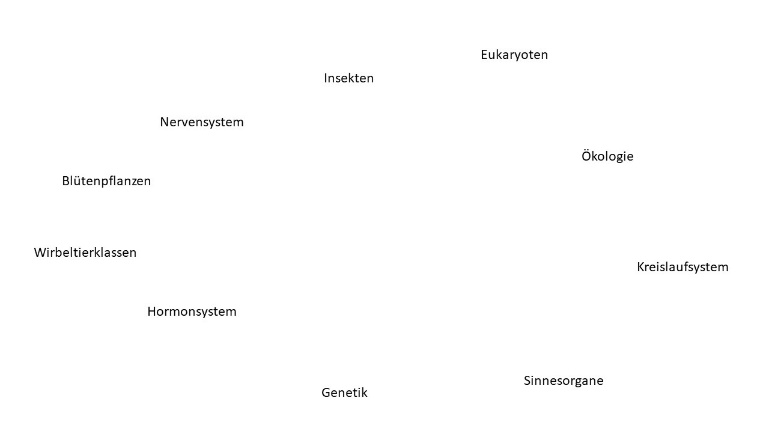 Eukaryoten
Insekten
Nervensystem
Ökologie
Blütenpflanzen
Wirbeltierklassen
Kreislaufsystem
Hormonsystem
Sinnesorgane
Genetik